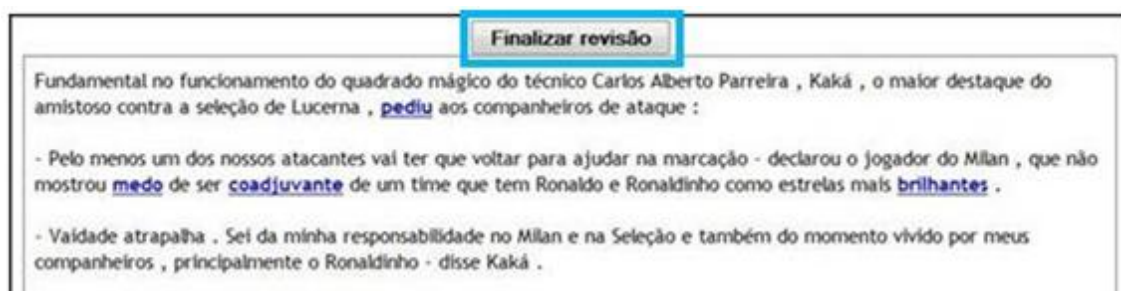 Finalizar revisão
Fundamental no funcionamento do quadrado mágico do técnico Carlos Alberto Parreira , Kaká , o maior destaque do
amistoso contra a seleção de Lucerna , pediu aos companheiros de ataque :
- Pelo menos um dos nossos atacantes vai ter que voltar para ajudar na marcação - declarou o jogador do Milan , que não
mostrou medo de ser coadjuvante de um time que tem Ronaldo e Ronaldinho como estrelas mais brilhantes .
- Vaidade atrapalha . Sei da minha responsabilidade no Milan e na Seleção e também do momento vivido por meus
companheiros , principalmente o Ronaldinho - disse Kaká .